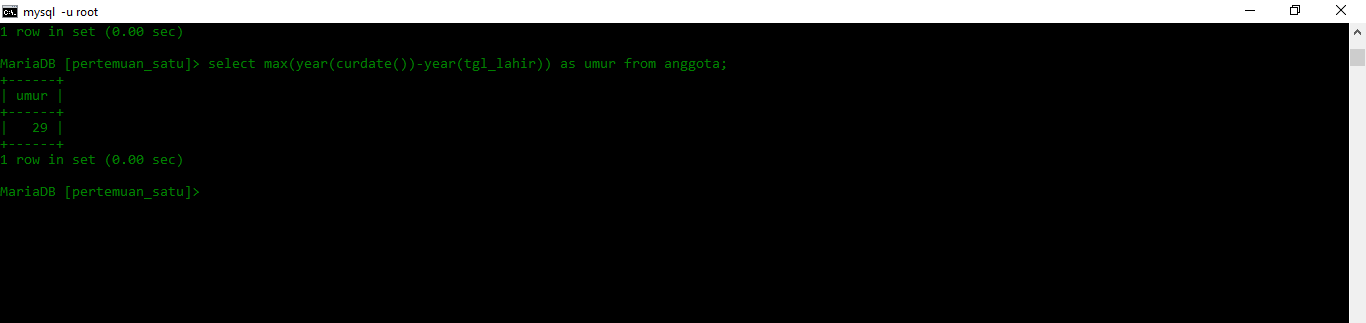 mysql -u root
1 row in set (0.00 sec)
MariaDB [pertemuan_satu]> select max(year(curdate())-year(tgl_lahir)) as umur from anggota;
+------+
| umur |
+------+
|   29 |
+------+
1 row in set (0.00 sec)
MariaDB [pertemuan_satu]>